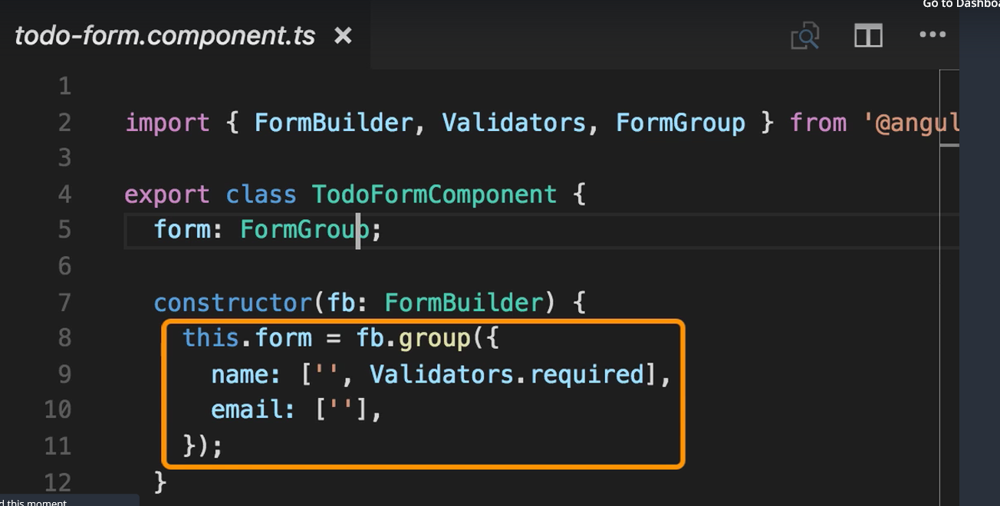 Go to Dashboa
todo-form.component.ts ×
1
2 import { FormBuilder, Validators, FormGroup } from '@angul
3
4 export class TodoFormComponent {
5 form: FormGroup;
6
7 constructor(fb: FormBuilder) {
8 this.form = fb.group({
9 name: ['', Validators.required],
10 email: [''],
11 });
12 }
d this moment